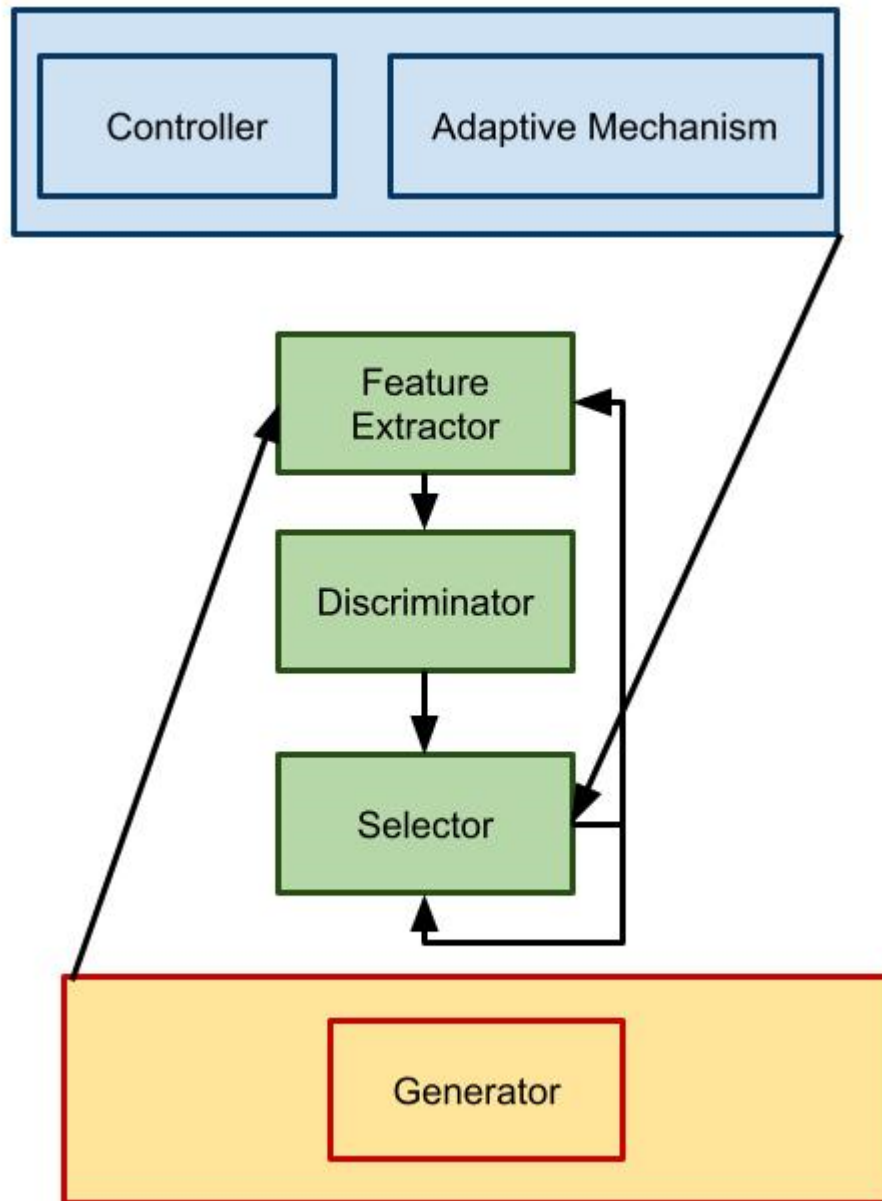 Controller
Adaptive Mechanism
Feature
Extractor
Discriminator
Selector
Generator